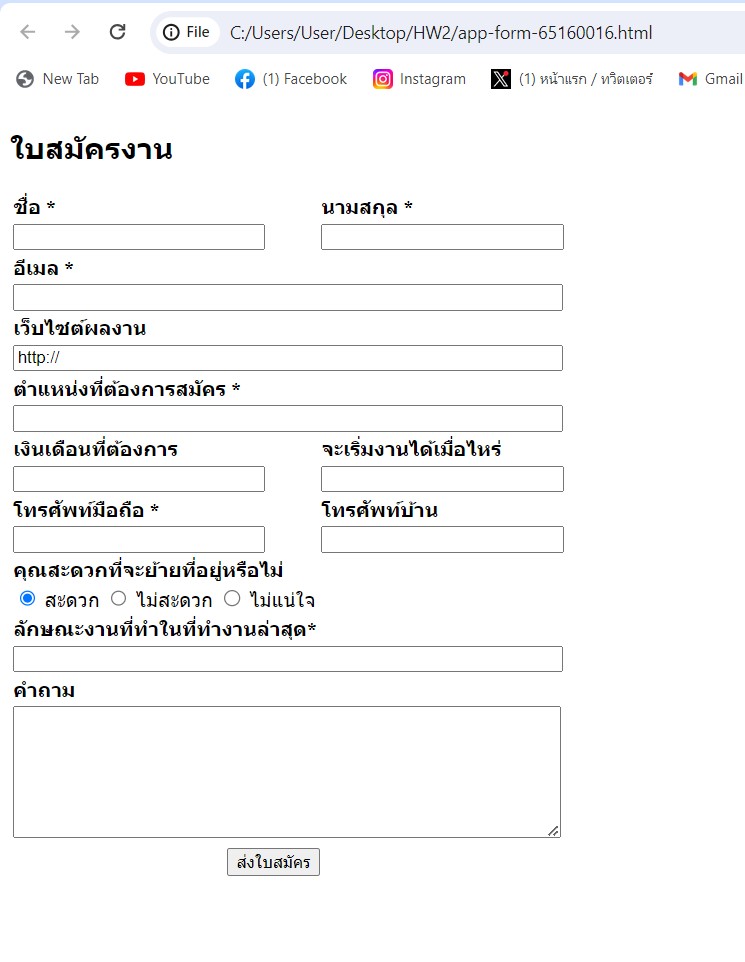 File C:/Users/User/Desktop/HW2/app-form-65160016.html
New Tab YouTube (1) Facebook Instagram (1) หน้าแรก / ทวิตเตอร์ Gmail
ใบสมัครงาน
ชื่อ * นามสกุล *
อีเมล *
เว็บไซต์ผลงาน
http://
ตำแหน่งที่ต้องการสมัคร *
เงินเดือนที่ต้องการ จะเริ่มงานได้เมื่อไหร่
โทรศัพท์มือถือ * โทรศัพท์บ้าน
คุณสะดวกที่จะย้ายที่อยู่หรือไม่
สะดวก ไม่สะดวก ไม่แน่ใจ
ลักษณะงานที่ทำในที่ทำงานล่าสุด*
คำถาม
ส่งใบสมัคร